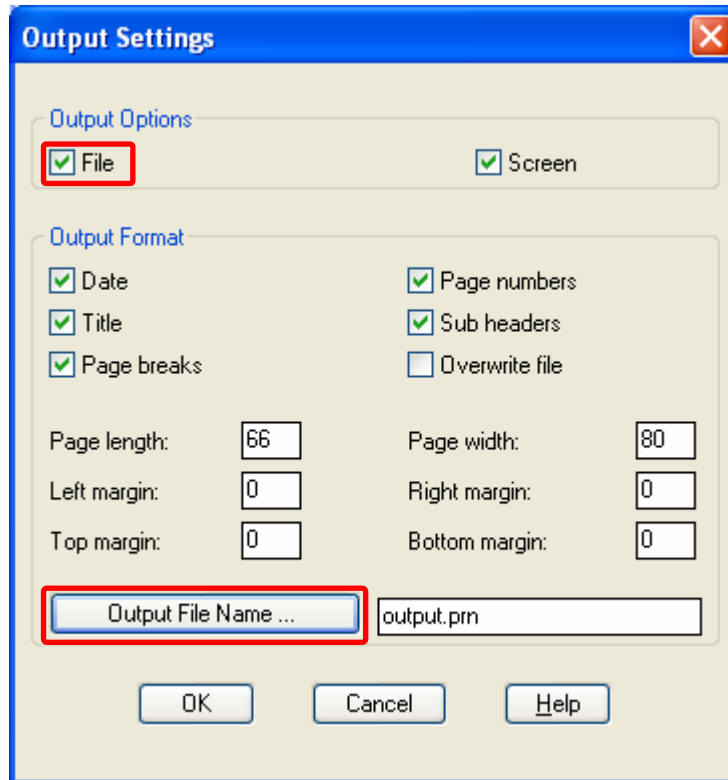 Output Settings
Output Options
File Screen
Output Format
Date Page numbers
Title Sub headers
Page breaks Overwrite file
Page length: 66 Page width: 80
Left margin: 0 Right margin: 0
Top margin: 0 Bottom margin: 0
Output File Name ... output.prn
OK Cancel Help